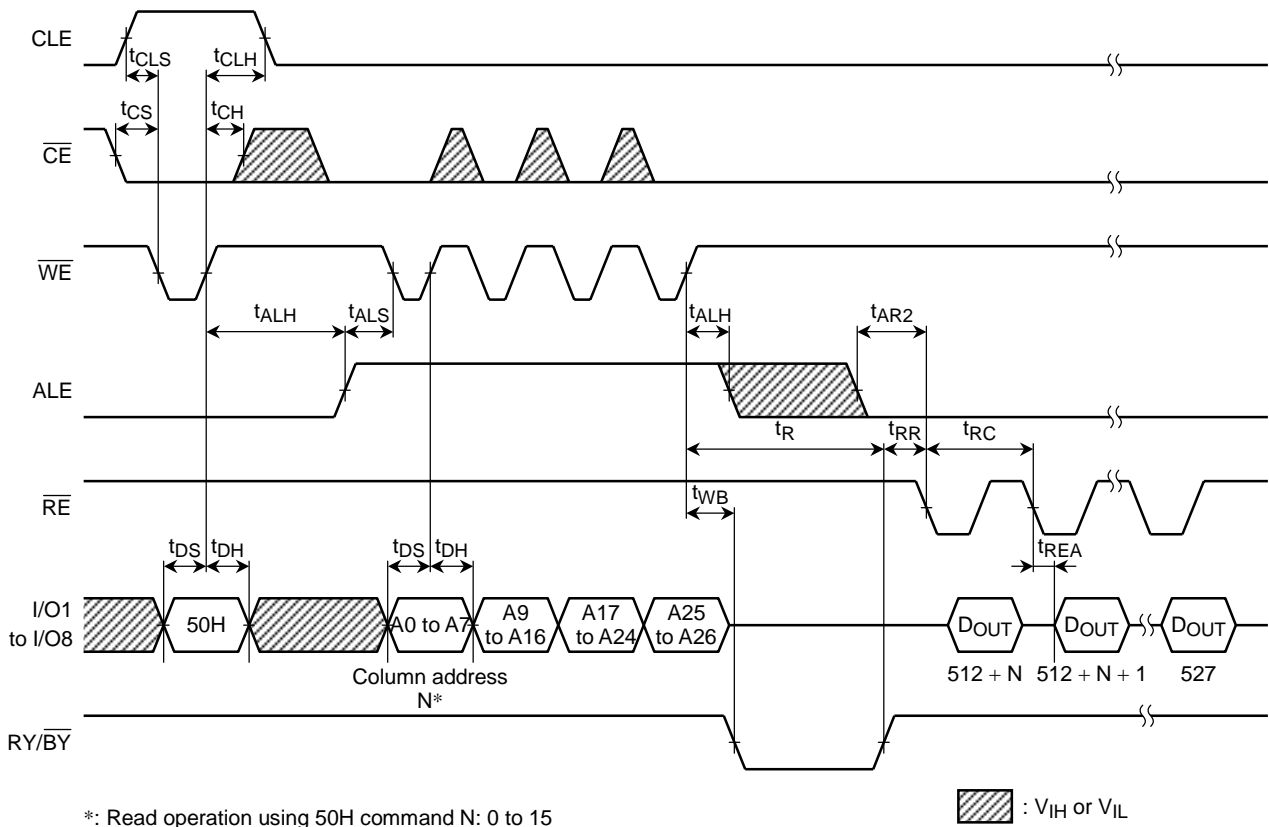 CLE
tCLS
tCLH
tCS
tCH
CE
WE
tALH
tALS
tALH
tAR2
ALE
tR
tRR
tRC
RE
tWB
tDS
tDH
tDS
tDH
tREA
I/O1
to I/O8
50H
A0 to A7
A9
to A16
A17
to A24
A25
to A26
DOUT
DOUT
DOUT
Column address
N*
512 + N
512 + N + 1
527
RY/BY
*: Read operation using 50H command N: 0 to 15
: VIH or VIL